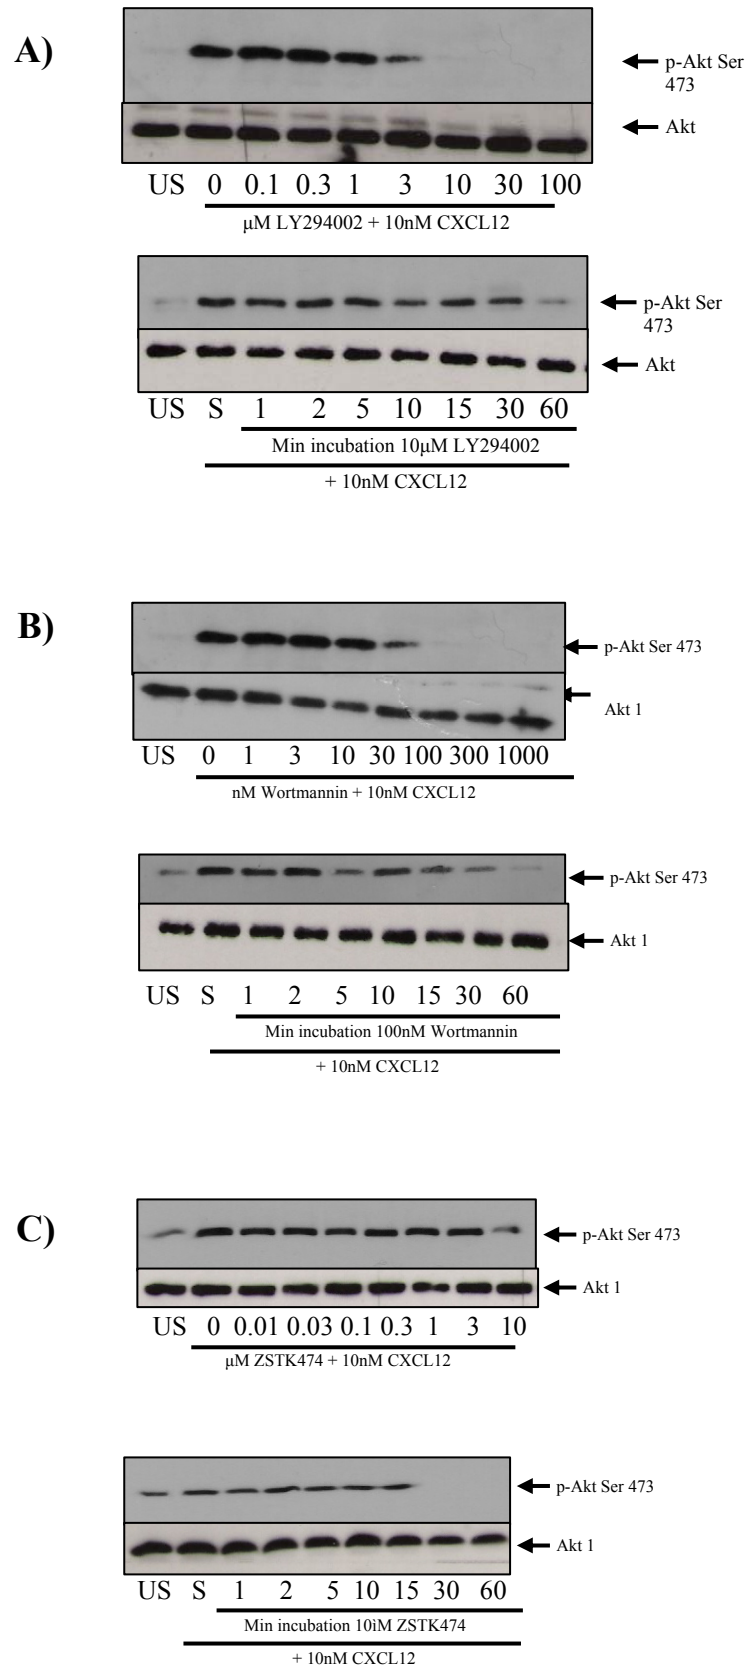 A)
p-Akt Ser
473
Akt
US 0 0.1 0.3 1 3 10 30 100
μM LY294002 + 10nM CXCL12
p-Akt Ser
473
Akt
US S 1 2 5 10 15 30 60
Min incubation 10μM LY294002
+ 10nM CXCL12
B)
p-Akt Ser 473
Akt 1
US 0 1 3 10 30 100 300 1000
nM Wortmannin + 10nM CXCL12
p-Akt Ser 473
Akt 1
US S 1 2 5 10 15 30 60
Min incubation 100nM Wortmannin
+ 10nM CXCL12
C)
p-Akt Ser 473
Akt 1
US 0 0.01 0.03 0.1 0.3 1 3 10
μM ZSTK474 + 10nM CXCL12
p-Akt Ser 473
Akt 1
US S 1 2 5 10 15 30 60
Min incubation 10ìM ZSTK474
+ 10nM CXCL12